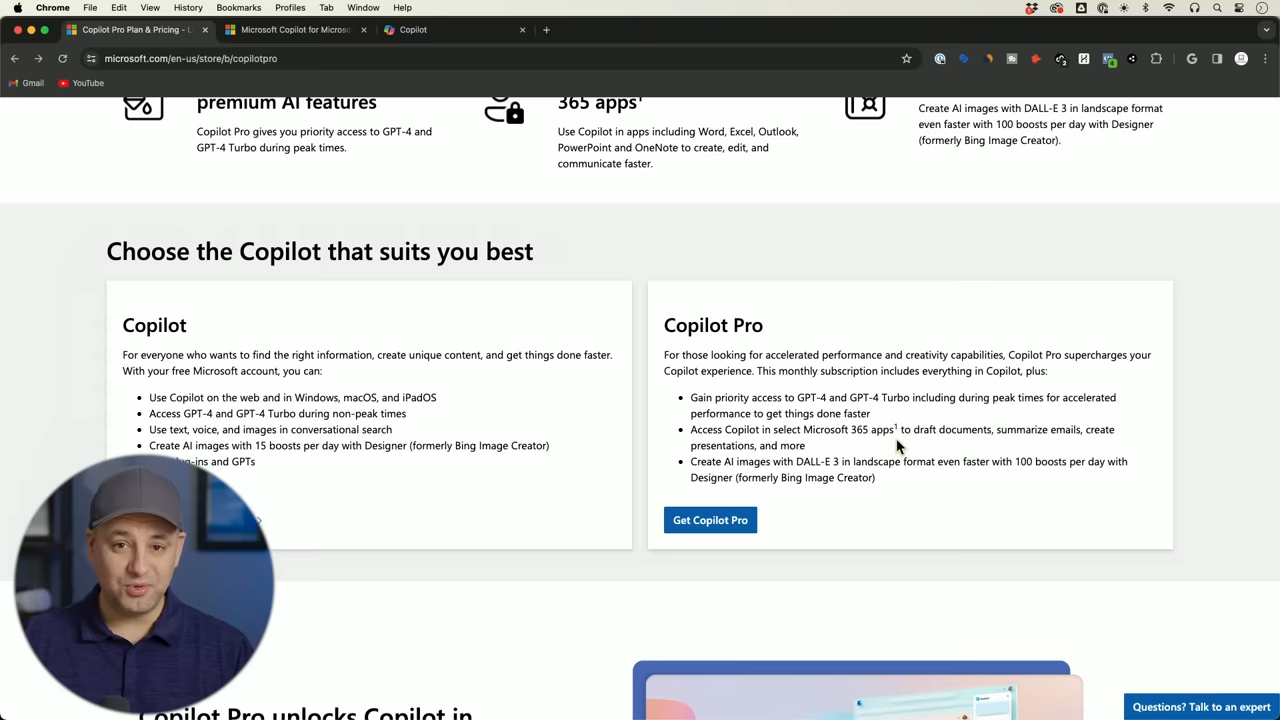 Chrome File Edit View History Bookmarks Profiles Tab Window Help
Copilot Pro Plan & Pricing - L
Microsoft Copilot for Micros
Copilot
microsoft.com/en-us/store/b/copilotpro
Gmail YouTube
premium AI features
Copilot Pro gives you priority access to GPT-4 and
GPT-4 Turbo during peak times.
365 apps¹
Use Copilot in apps including Word, Excel, Outlook,
PowerPoint and OneNote to create, edit, and
communicate faster.
Create AI images with DALL-E 3 in landscape format
even faster with 100 boosts per day with Designer
(formerly Bing Image Creator).
Choose the Copilot that suits you best
Copilot
For everyone who wants to find the right information, create unique content, and get things done faster.
With your free Microsoft account, you can:
• Use Copilot on the web and in Windows, macOS, and iPadOS
• Access GPT-4 and GPT-4 Turbo during non-peak times
• Use text, voice, and images in conversational search
• Create AI images with 15 boosts per day with Designer (formerly Bing Image Creator)
and GPTs
Copilot Pro
For those looking for accelerated performance and creativity capabilities, Copilot Pro supercharges your
Copilot experience. This monthly subscription includes everything in Copilot, plus:
• Gain priority access to GPT-4 and GPT-4 Turbo including during peak times for accelerated
performance to get things done faster
• Access Copilot in select Microsoft 365 apps¹ to draft documents, summarize emails, create
presentations, and more
• Create AI images with DALL-E 3 in landscape format even faster with 100 boosts per day with
Designer (formerly Bing Image Creator)
Get Copilot Pro
Copilot Pro unlocks Copilot in
Questions? Talk to an expert